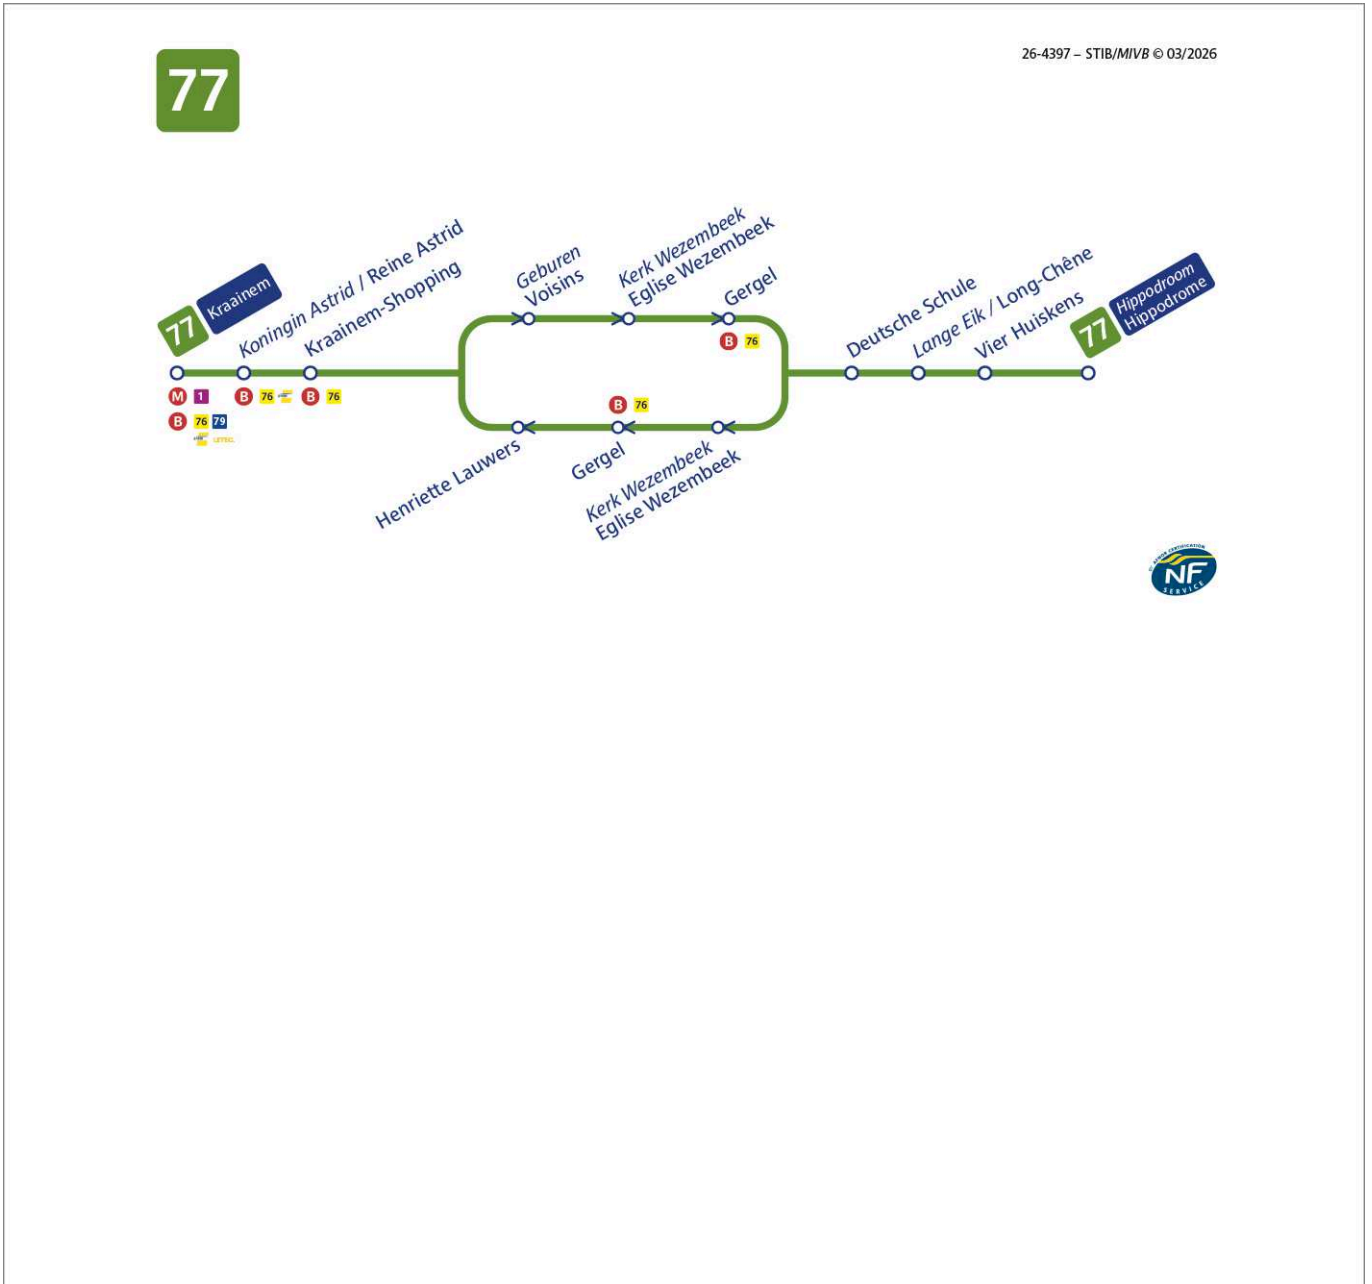 77
26-4397 – STIB/MIVB © 03/2026
77
Kraainem
Koningin Astrid / Reine Astrid
Kraainem-Shopping
Geburen
Voisins
Kerk Wezembeek
Eglise Wezembeek
Gergel
Deutsche Schule
Lange Eik / Long-Chêne
Vier Huiskens
77
Hippodroom
Hippodrome
B 76
M 1
B 76
B 76
B 76 79
B 76
Henriette Lauwers
Gergel
Kerk Wezembeek
Eglise Wezembeek
AFNOR CERTIFICATION
NF
SERVICE